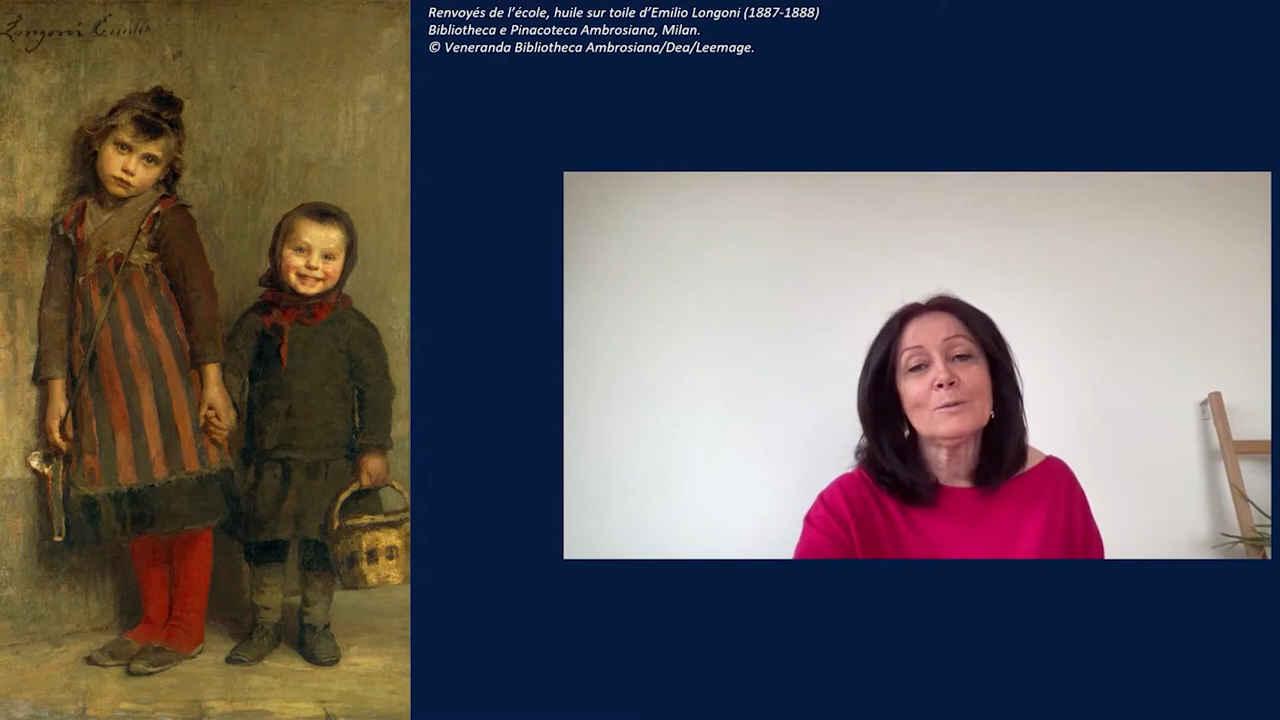 Longoni Emilio
Renvoyés de l'école, huile sur toile d'Emilio Longoni (1887-1888)
Bibliotheca e Pinacoteca Ambrosiana, Milan.
© Veneranda Bibliotheca Ambrosiana/Dea/Leemage.